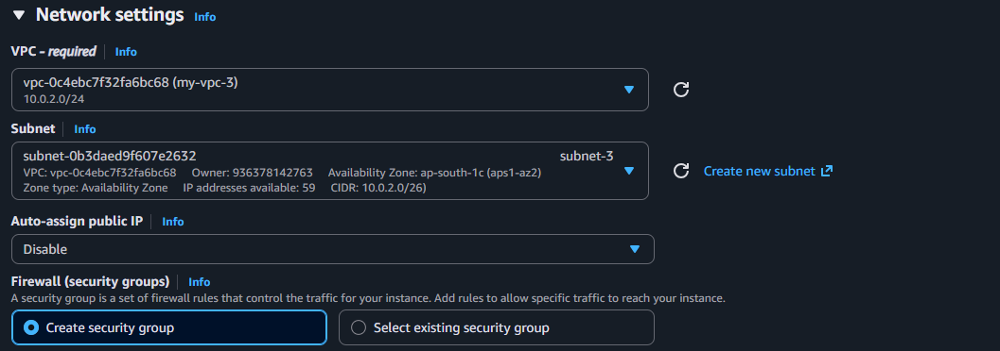 Network settings Info
VPC - required Info
vpc-0c4ebc7f32fa6bc68 (my-vpc-3)
10.0.2.0/24
Subnet Info
subnet-0b3daed9f607e2632 subnet-3
VPC: vpc-0c4ebc7f32fa6bc68 Owner: 936378142763 Availability Zone: ap-south-1c (aps1-az2)
Zone type: Availability Zone IP addresses available: 59 CIDR: 10.0.2.0/26)
Create new subnet
Auto-assign public IP Info
Disable
Firewall (security groups) Info
A security group is a set of firewall rules that control the traffic for your instance. Add rules to allow specific traffic to reach your instance.
Create security group Select existing security group